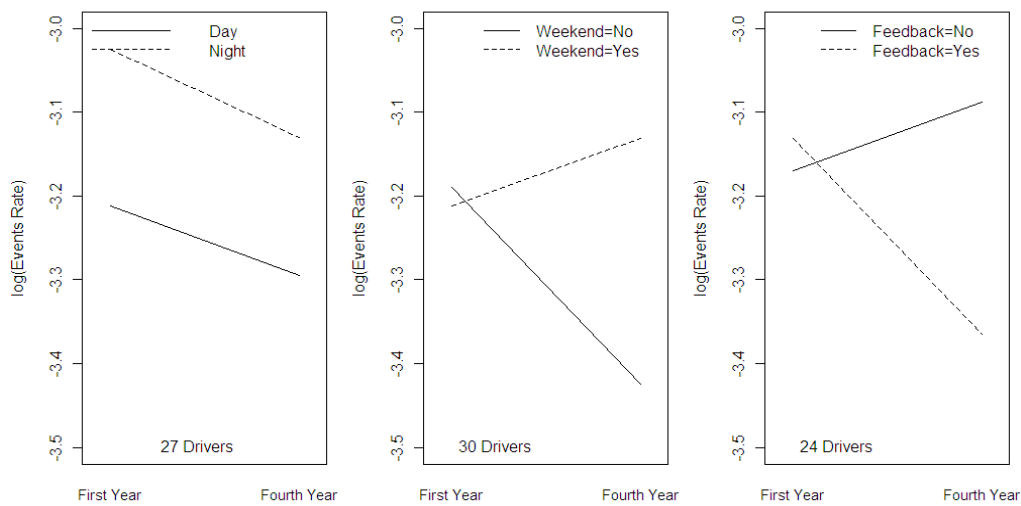 Day
Night
-3.0
-3.1
-3.2
-3.3
-3.4
-3.5
log(Events Rate)
27 Drivers
First Year Fourth Year
Weekend=No
Weekend=Yes
-3.0
-3.1
-3.2
-3.3
-3.4
-3.5
log(Events Rate)
30 Drivers
First Year Fourth Year
Feedback=No
Feedback=Yes
-3.0
-3.1
-3.2
-3.3
-3.4
-3.5
log(Events Rate)
24 Drivers
First Year Fourth Year